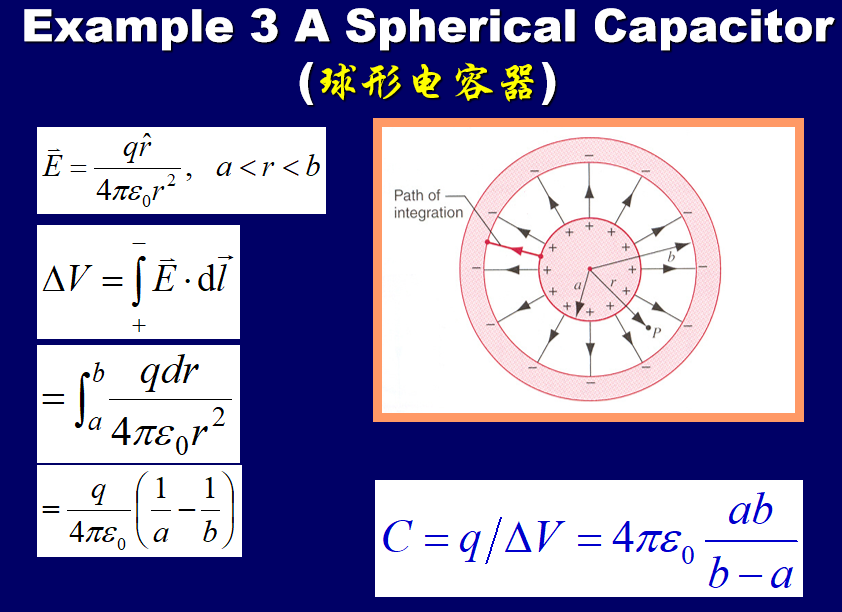 Example 3 A Spherical Capacitor
(球形电容器)
$\vec{E} = \frac{q\hat{r}}{4\pi\varepsilon_0 r^2}, \quad a < r < b$
$\Delta V = \int_{+}^{-} \vec{E} \cdot d\vec{l}$
$= \int_a^b \frac{qdr}{4\pi\varepsilon_0 r^2}$
$= \frac{q}{4\pi\varepsilon_0} \left( \frac{1}{a} - \frac{1}{b} \right)$
Path of
integration
b
a
r
P
$C = q/\Delta V = 4\pi\varepsilon_0 \frac{ab}{b-a}$